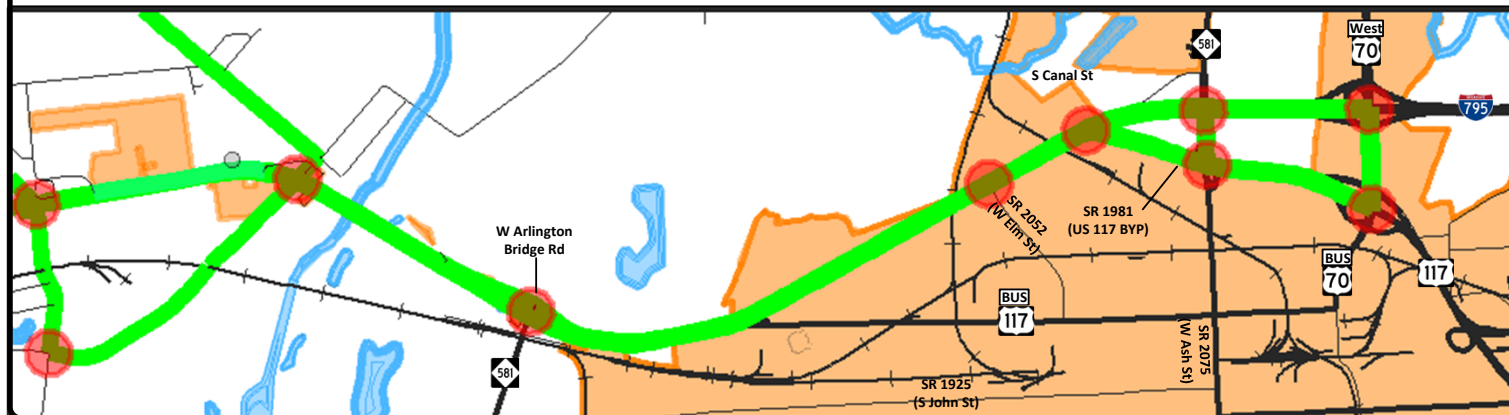 West
70
581
S Canal St
795
SR 2052
(W Elm St)
SR 1981
(US 117 BYP)
W Arlington
Bridge Rd
BUS
70
117
BUS
117
SR 2075
(W Ash St)
581
SR 1925
(S John St)